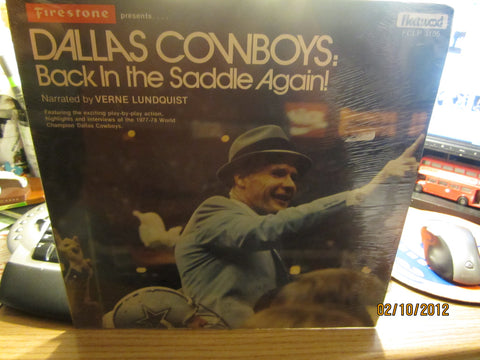 Firestone presents....
Fleetwood
FCLP 3106
DALLAS COWBOYS:
Back In the Saddle Again!
Narrated by VERNE LUNDQUIST
Featuring the exciting play-by-play action,
highlights and interviews of the 1977-78 World
Champion Dallas Cowboys.
02/10/2012